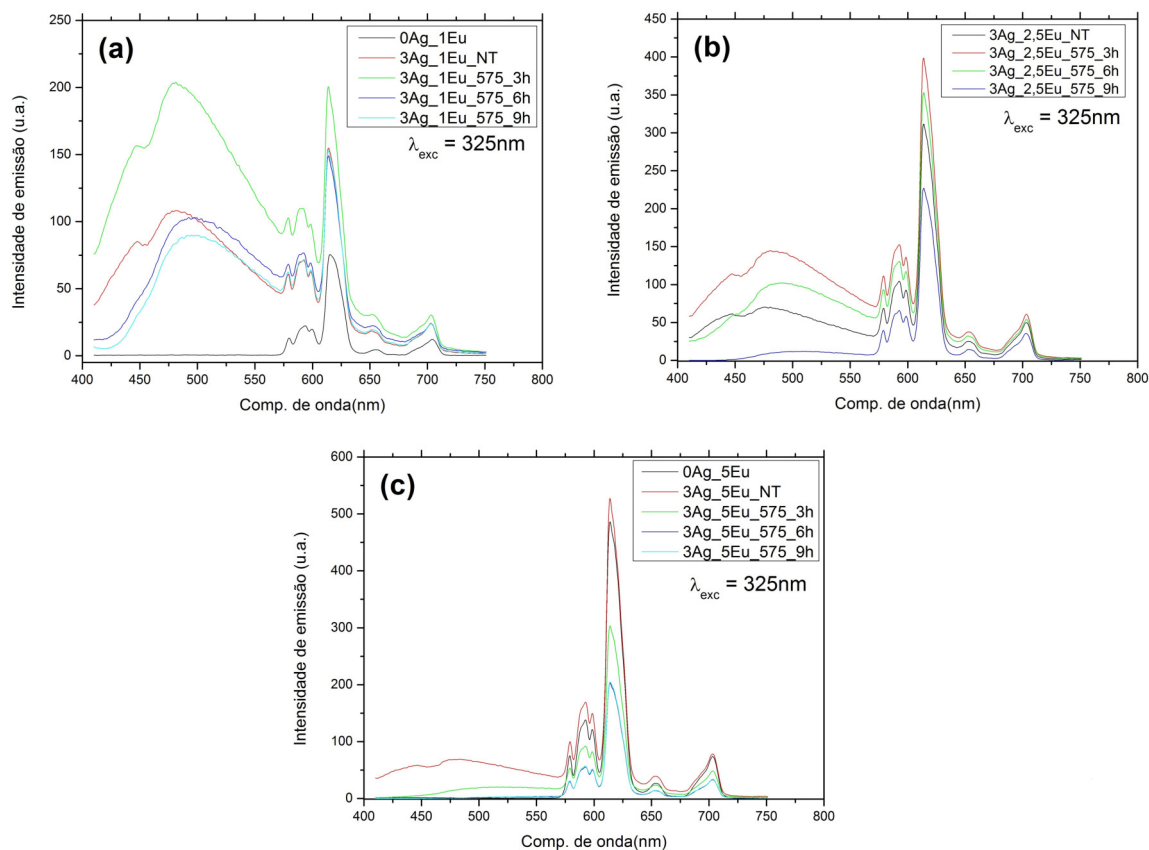 (a)
0Ag_1Eu
3Ag_1Eu_NT
3Ag_1Eu_575_3h
3Ag_1Eu_575_6h
3Ag_1Eu_575_9h
λexc = 325nm
Intensidade de emissão (u.a.)
250
200
150
100
50
0
400 450 500 550 600 650 700 750 800
Comp. de onda(nm)
(b)
3Ag_2,5Eu_NT
3Ag_2,5Eu_575_3h
3Ag_2,5Eu_575_6h
3Ag_2,5Eu_575_9h
λexc = 325nm
Intensidade de emissão (u.a.)
450
400
350
300
250
200
150
100
50
0
400 450 500 550 600 650 700 750 800
Comp. de onda(nm)
(c)
0Ag_5Eu
3Ag_5Eu_NT
3Ag_5Eu_575_3h
3Ag_5Eu_575_6h
3Ag_5Eu_575_9h
λexc = 325nm
Intensidade de emissão (u.a.)
600
500
400
300
200
100
0
400 450 500 550 600 650 700 750 800
Comp. de onda(nm)